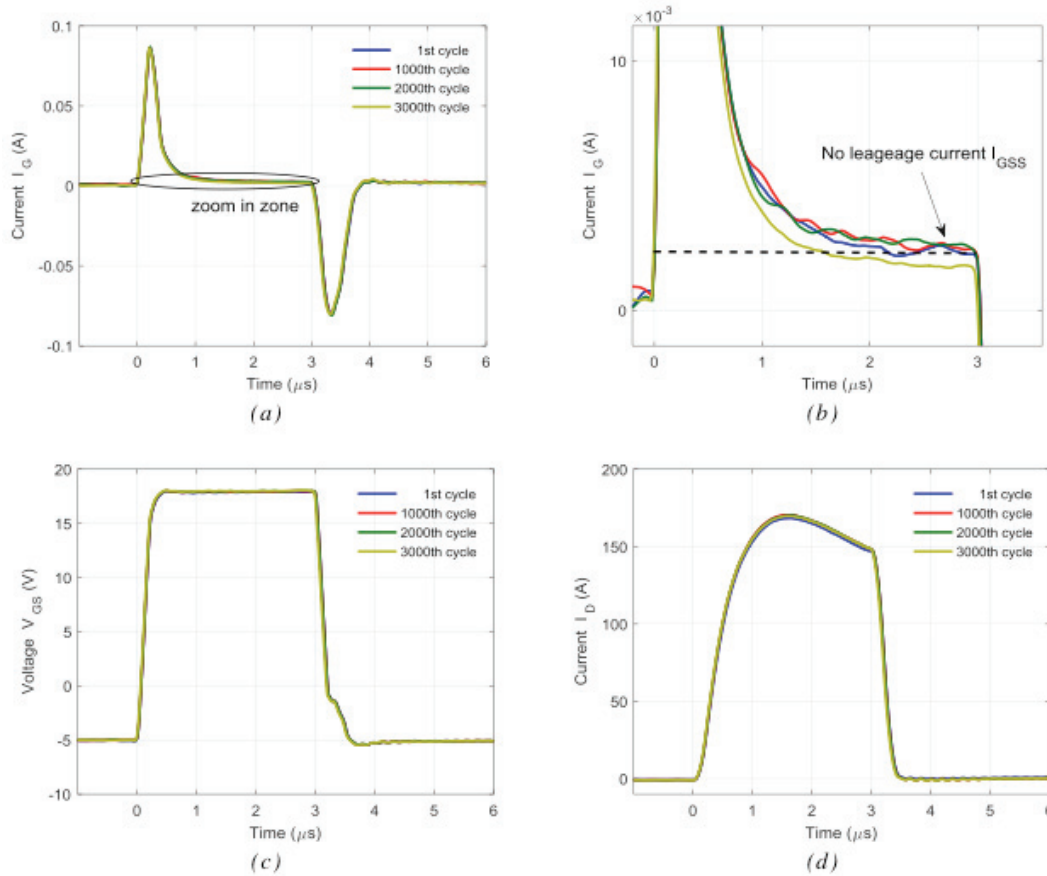 0.1
0.05
0
-0.05
-0.1
Current I_G (A)
1st cycle
1000th cycle
2000th cycle
3000th cycle
zoom in zone
-1 0 1 2 3 4 5 6
Time (μs)
(a)
×10⁻³
10
0
Current I_G (A)
No leageage current I_GSS
0 1 2 3
Time (μs)
(b)
20
15
10
5
0
-5
-10
Voltage V_GS (V)
1st cycle
1000th cycle
2000th cycle
3000th cycle
0 1 2 3 4 5 6
Time (μs)
(c)
200
150
100
50
0
Current I_D (A)
1st cycle
1000th cycle
2000th cycle
3000th cycle
0 1 2 3 4 5 6
Time (μs)
(d)